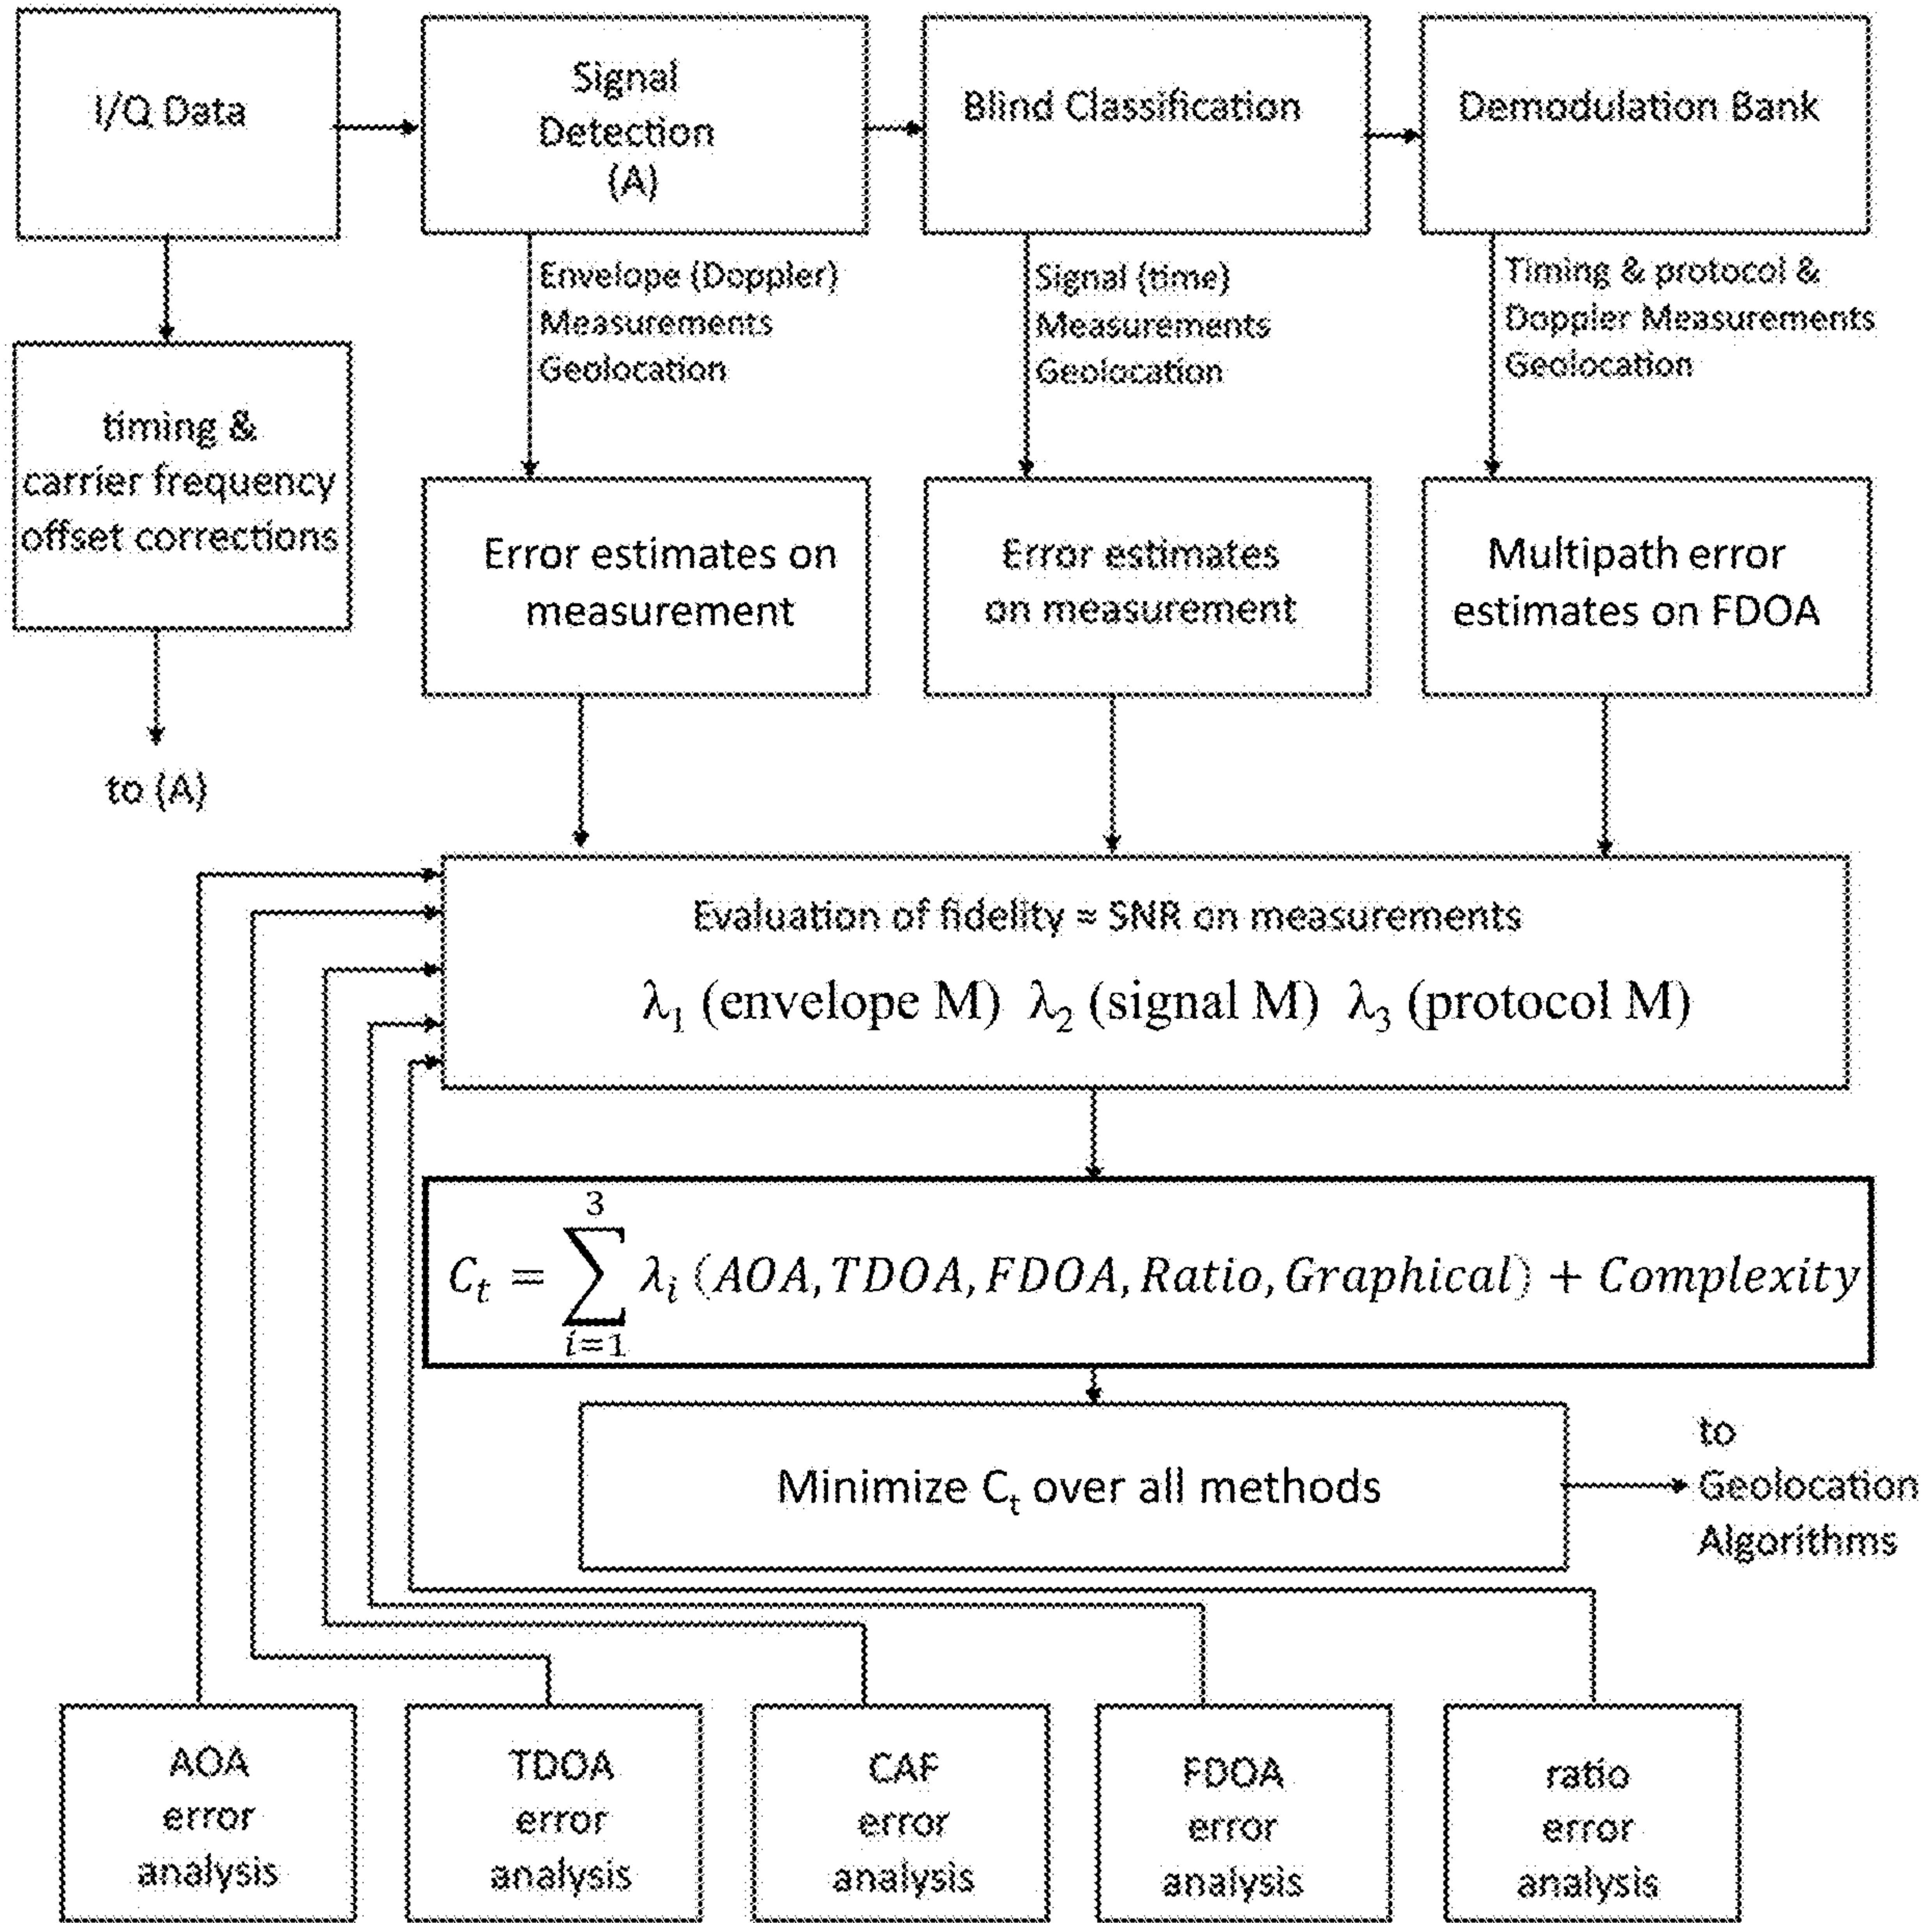 I/Q Data
Signal
Detection
(A)
Blind Classification
Demodulation Bank
Envelope (Doppler)
Measurements
Geolocation
Signal (time)
Measurements
Geolocation
Timing & protocol &
Doppler Measurements
Geolocation
timing &
carrier frequency
offset corrections
to (A)
Error estimates on
measurement
Error estimates
on measurement
Multipath error
estimates on FDOA
Evaluation of fidelity = SNR on measurements
λ₁ (envelope M) λ₂ (signal M) λ₃ (protocol M)
C_t = ∑_{i=1}^{3} λ_i (AOA, TDOA, FDOA, Ratio, Graphical) + Complexity
Minimize C_t over all methods
to
Geolocation
Algorithms
AOA
error
analysis
TDOA
error
analysis
CAF
error
analysis
FDOA
error
analysis
ratio
error
analysis